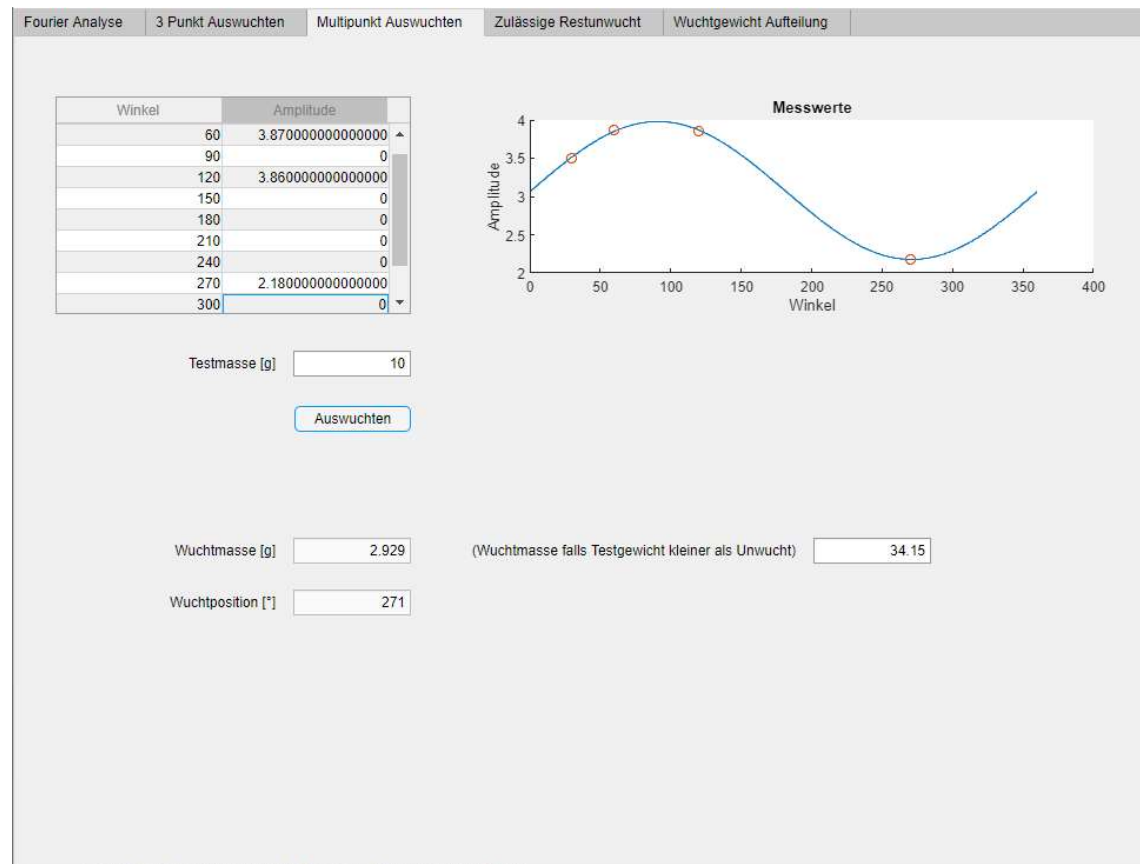 Fourier Analyse 3 Punkt Auswuchten Multipunkt Auswuchten Zulässige Restunwucht Wuchtgewicht Aufteilung
Winkel Amplitude
60 3.870000000000000
90 0
120 3.860000000000000
150 0
180 0
210 0
240 0
270 2.180000000000000
300 0
Messwerte
4
3.5
3
2.5
2
Amplitude
0 50 100 150 200 250 300 350 400
Winkel
Testmasse [g] 10
Auswuchten
Wuchtmasse [g] 2.929 (Wuchtmasse falls Testgewicht kleiner als Unwucht) 34.15
Wuchtposition [°] 271